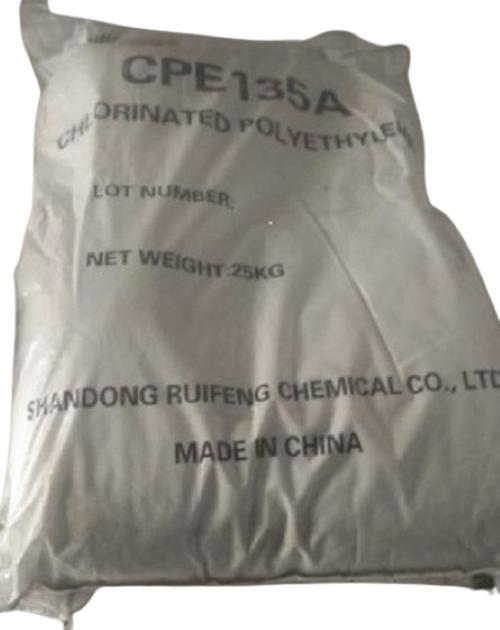 CPE135A
CHLORINATED POLYETHYLENE
LOT NUMBER:
NET WEIGHT:25KG
SHANDONG RUIFENG CHEMICAL CO., LTD
MADE IN CHINA